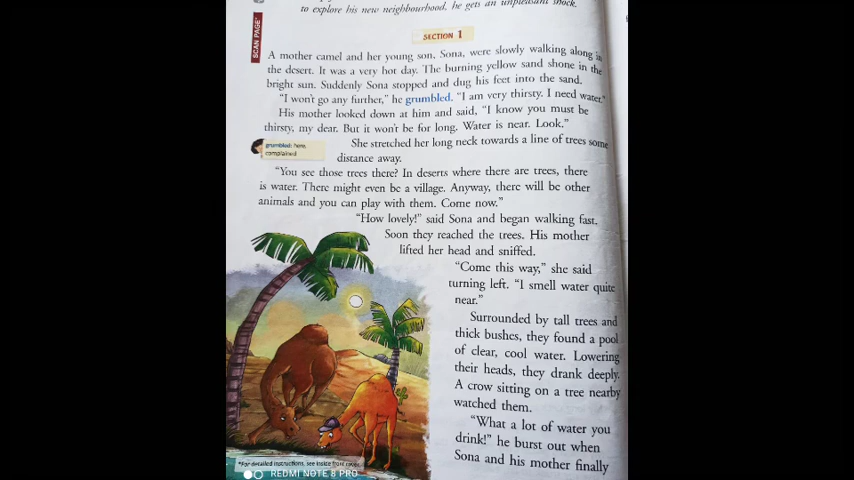 to explore his new neighbourhood, he gets an unpleasant shock.
SCAN PAGE*
SECTION 1
A mother camel and her young son, Sona, were slowly walking along in
the desert. It was a very hot day. The burning yellow sand shone in the
bright sun. Suddenly Sona stopped and dug his feet into the sand.
"I won't go any further," he grumbled. "I am very thirsty. I need water."
His mother looked down at him and said, "I know you must be
thirsty, my dear. But it won't be for long. Water is near. Look."
She stretched her long neck towards a line of trees some
distance away.
grumbled: here,
complained
"You see those trees there? In deserts where there are trees, there
is water. There might even be a village. Anyway, there will be other
animals and you can play with them. Come now."
"How lovely!" said Sona and began walking fast.
Soon they reached the trees. His mother
lifted her head and sniffed.
"Come this way," she said
turning left. "I smell water quite
near."
Surrounded by tall trees and
thick bushes, they found a pool
of clear, cool water. Lowering
their heads, they drank deeply.
A crow sitting on a tree nearby
watched them.
"What a lot of water you
drink!" he burst out when
Sona and his mother finally
*For detailed instructions, see inside front cover.
REDMI NOTE 8 PRO